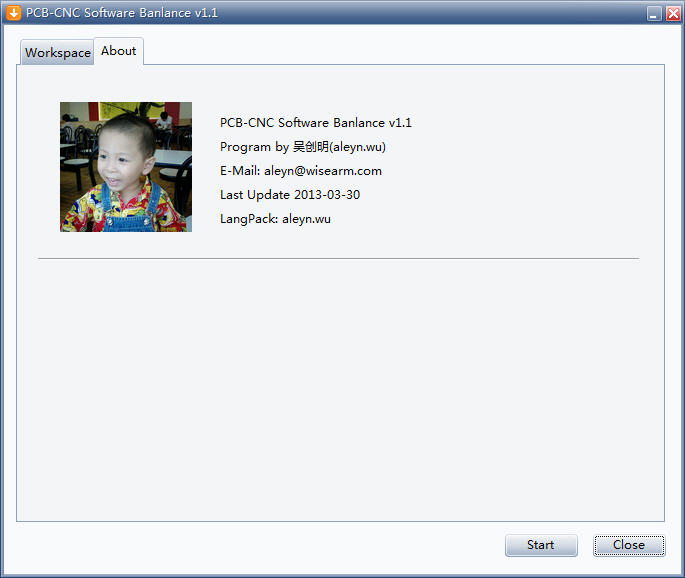 PCB-CNC Software Banlance v1.1
Workspace
About
PCB-CNC Software Banlance v1.1
Program by 吴创明(aleyn.wu)
E-Mail: aleyn@wisearm.com
Last Update 2013-03-30
LangPack: aleyn.wu
Start
Close